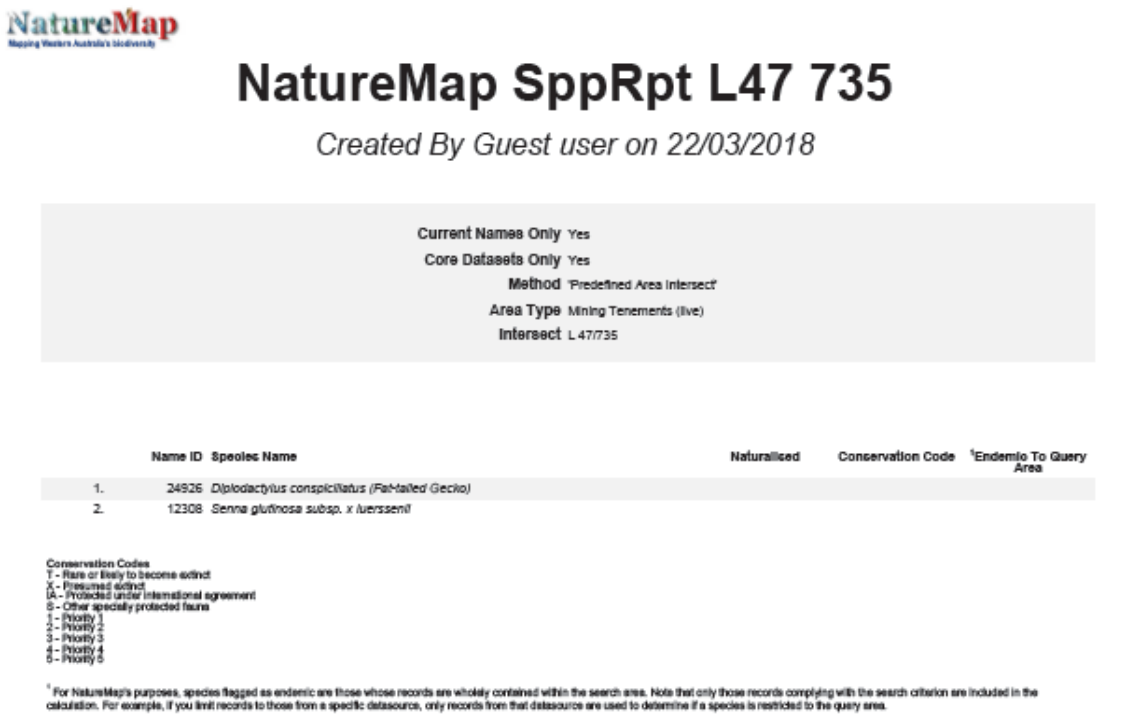 NatureMap
Mapping Western Australia's biodiversity
NatureMap SppRpt L47 735
Created By Guest user on 22/03/2018
Current Names Only Yes
Core Datasets Only Yes
Method 'Predefined Area Intersect'
Area Type Mining Tenements (live)
Intersect L 47/735
Name ID Species Name Naturalised Conservation Code ¹Endemic To Query
Area
1. 24926 Diplodactylus conspicillatus (Fat-tailed Gecko)
2. 12308 Senna glutinosa subsp. x luerssenii
Conservation Codes
T - Rare or likely to become extinct
X - Presumed extinct
IA - Protected under international agreement
S - Other specially protected fauna
1 - Priority 1
2 - Priority 2
3 - Priority 3
4 - Priority 4
5 - Priority 5
¹ For NatureMap's purposes, species flagged as endemic are those whose records are wholely contained within the search area. Note that only those records complying with the search criterion are included in the
calculation. For example, if you limit records to those from a specific datasource, only records from that datasource are used to determine if a species is restricted to the query area.